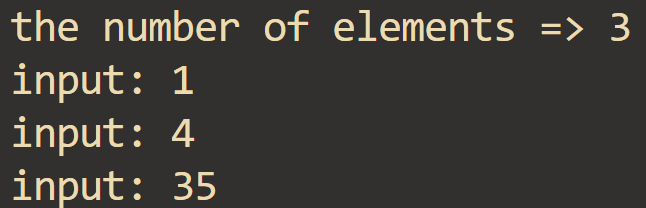 the number of elements => 3
input: 1
input: 4
input: 35